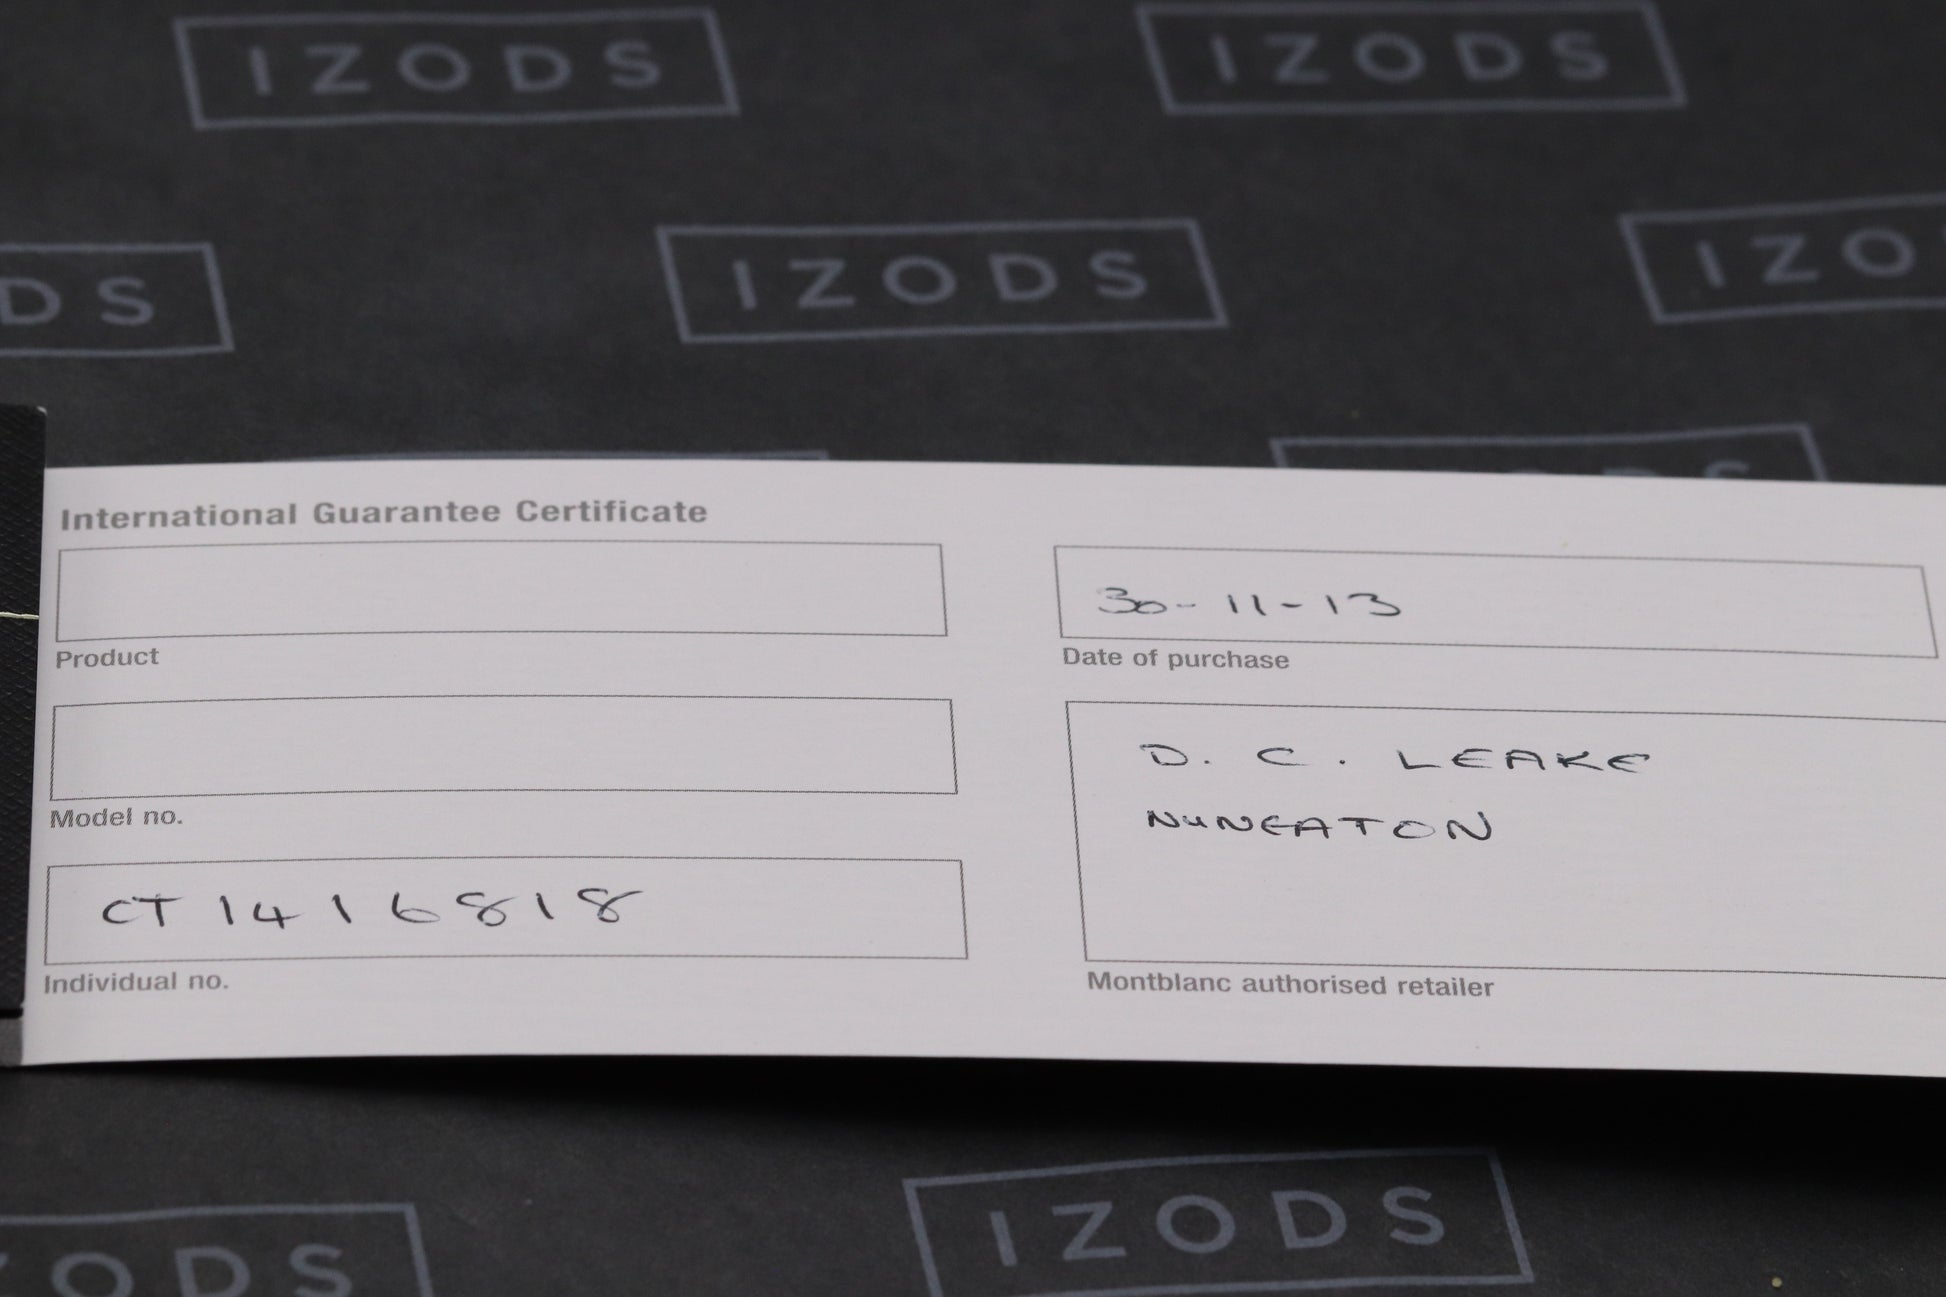 IZODS
IZODS
DS
IZODS
IZO
International Guarantee Certificate
Product
Model no.
CT 1416818
Individual no.
30-11-13
Date of purchase
D. C. LEAKE
NUNEATON
Montblanc authorised retailer
ZODS
IZODS